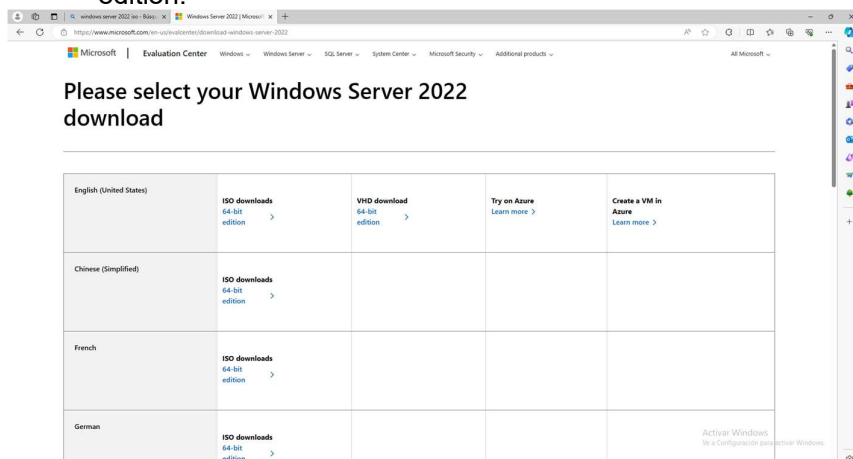 edition.
windows server 2022 iso - Búsqu
Windows Server 2022 | Microsoft
https://www.microsoft.com/en-us/evalcenter/download-windows-server-2022
Microsoft | Evaluation Center Windows Windows Server SQL Server System Center Microsoft Security Additional products All Microsoft
Please select your Windows Server 2022
download
English (United States)
ISO downloads
64-bit
edition
VHD download
64-bit
edition
Try on Azure
Learn more
Create a VM in
Azure
Learn more
Chinese (Simplified)
ISO downloads
64-bit
edition
French
ISO downloads
64-bit
edition
German
ISO downloads
64-bit
edition
Activar Windows
Ve a Configuración para activar Windows.